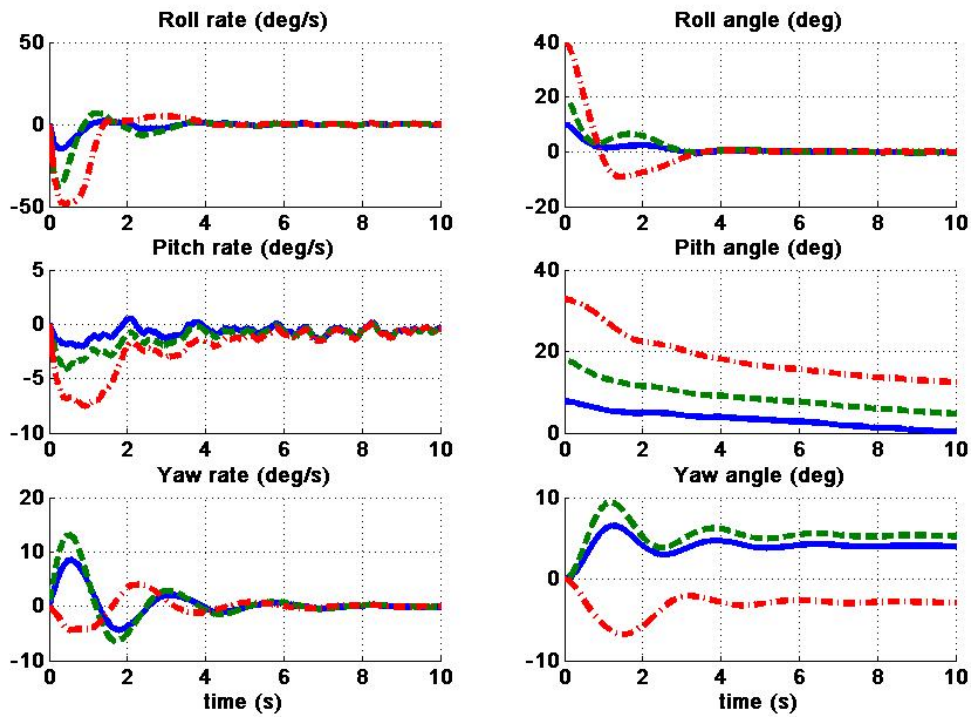 Roll rate (deg/s)
50
0
-50
0 2 4 6 8 10
Roll angle (deg)
40
20
0
-20
0 2 4 6 8 10
Pitch rate (deg/s)
5
0
-5
-10
0 2 4 6 8 10
Pith angle (deg)
40
20
0
0 2 4 6 8 10
Yaw rate (deg/s)
20
10
0
-10
0 2 4 6 8 10
time (s)
Yaw angle (deg)
10
0
-10
0 2 4 6 8 10
time (s)